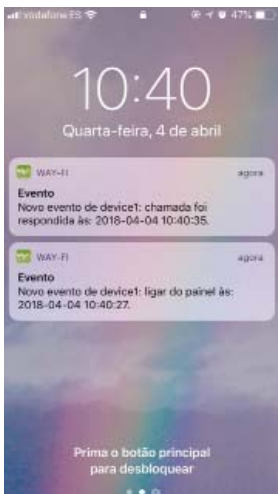 vodafone ES 47%
10:40
Quarta-feira, 4 de abril
WAY-FI agora
Evento
Novo evento de device1: chamada foi
respondida às: 2018-04-04 10:40:35.
WAY-FI agora
Evento
Novo evento de device1: ligar do painel às:
2018-04-04 10:40:27.
Prima o botão principal
para desbloquear